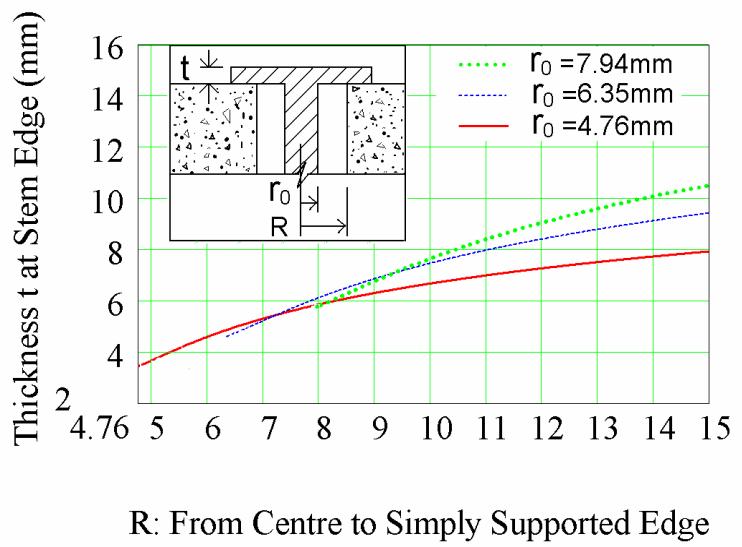 Thickness t at Stem Edge (mm)
16
14
12
10
8
6
4
2
t
r0
R
r0 =7.94mm
r0 =6.35mm
r0 =4.76mm
4.76 5 6 7 8 9 10 11 12 13 14 15
R: From Centre to Simply Supported Edge